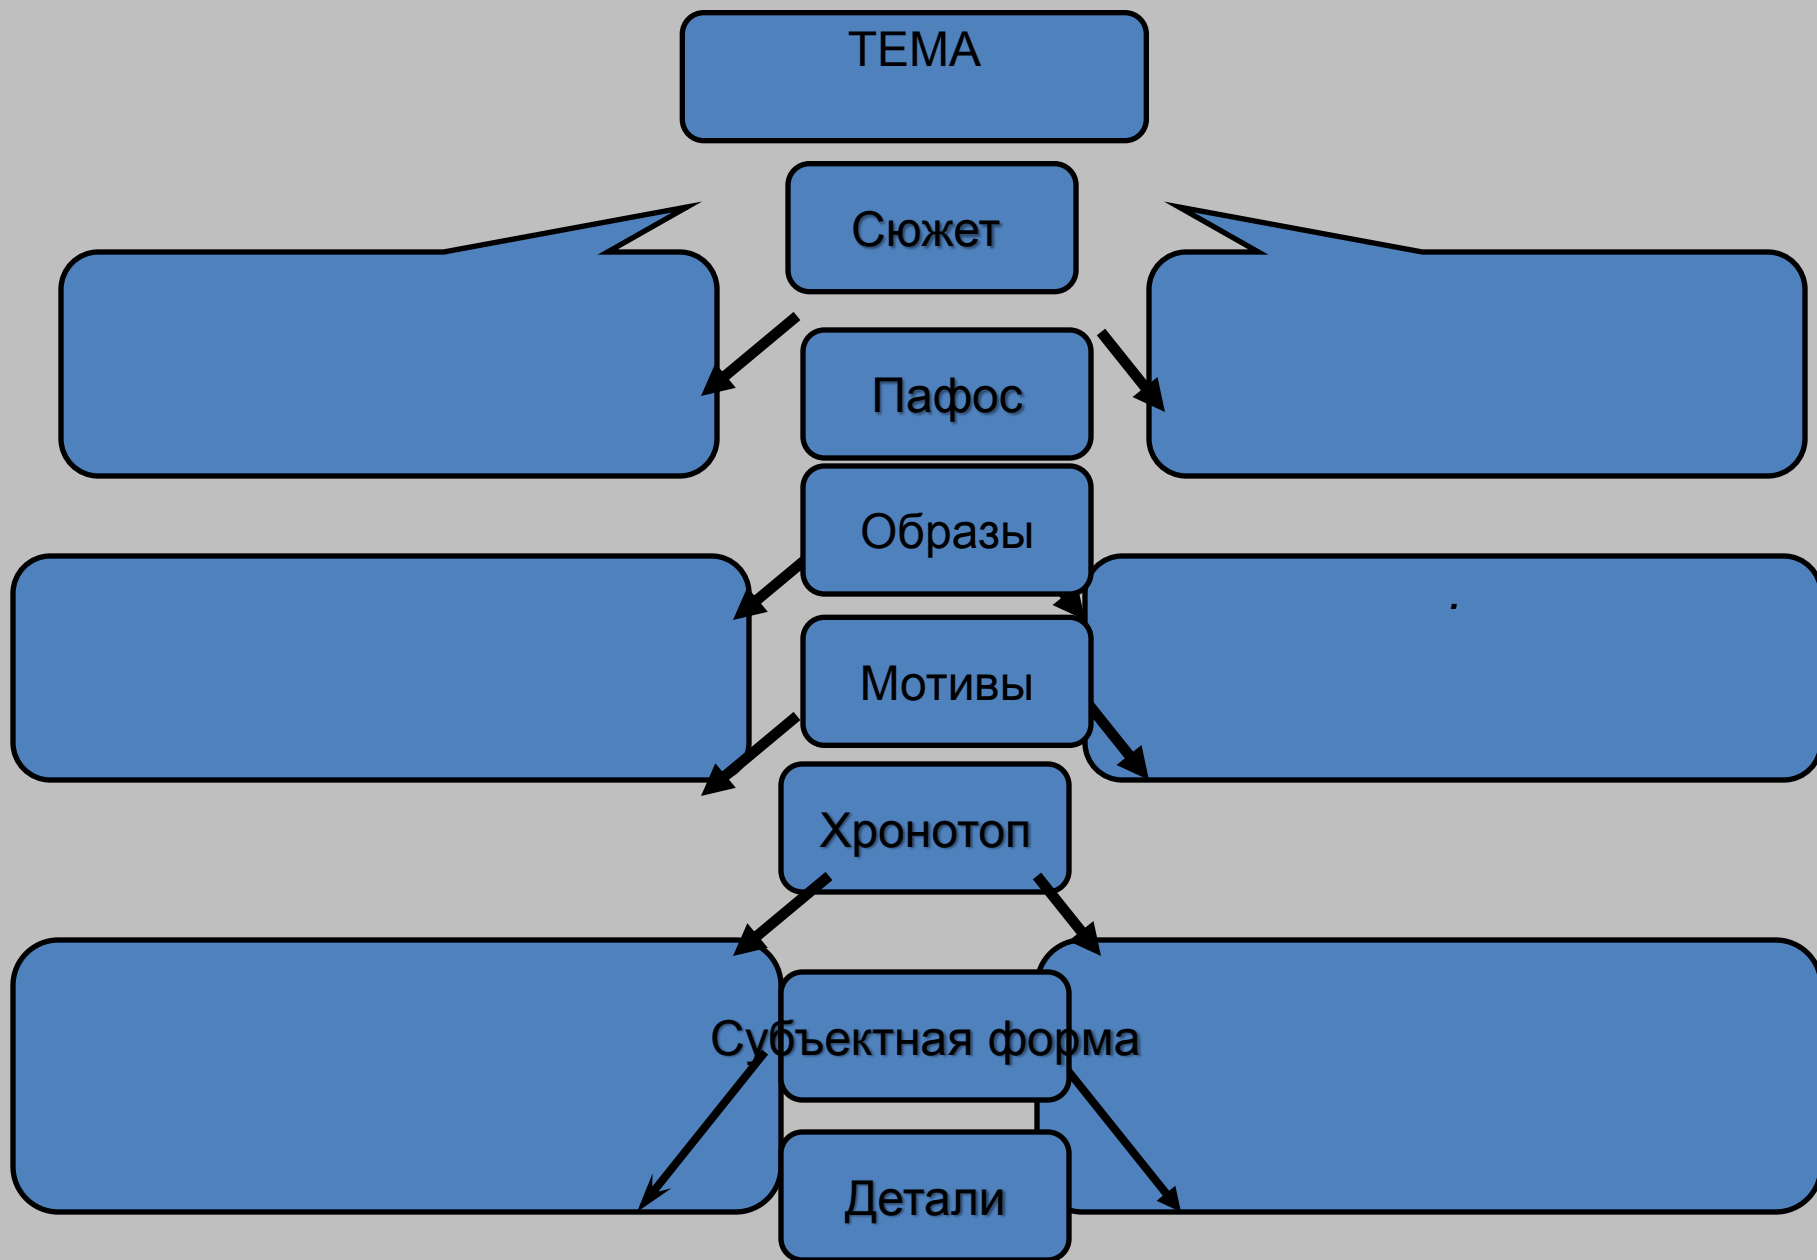 ТЕМА
Сюжет
Пафос
Образы
.
Мотивы
Хронотоп
Субъектная форма
Детали